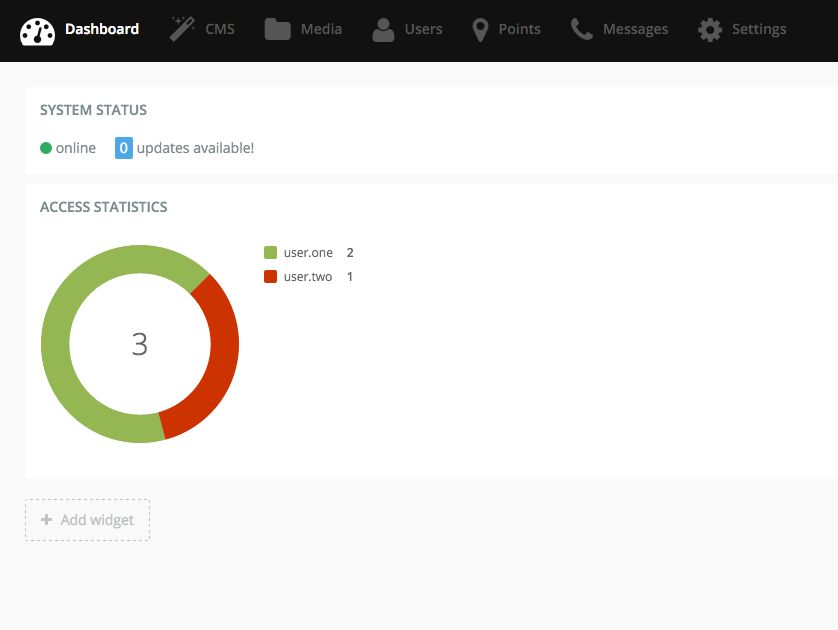 Dashboard CMS Media Users Points Messages Settings
SYSTEM STATUS
online 0 updates available!
ACCESS STATISTICS
user.one 2
user.two 1
3
Add widget